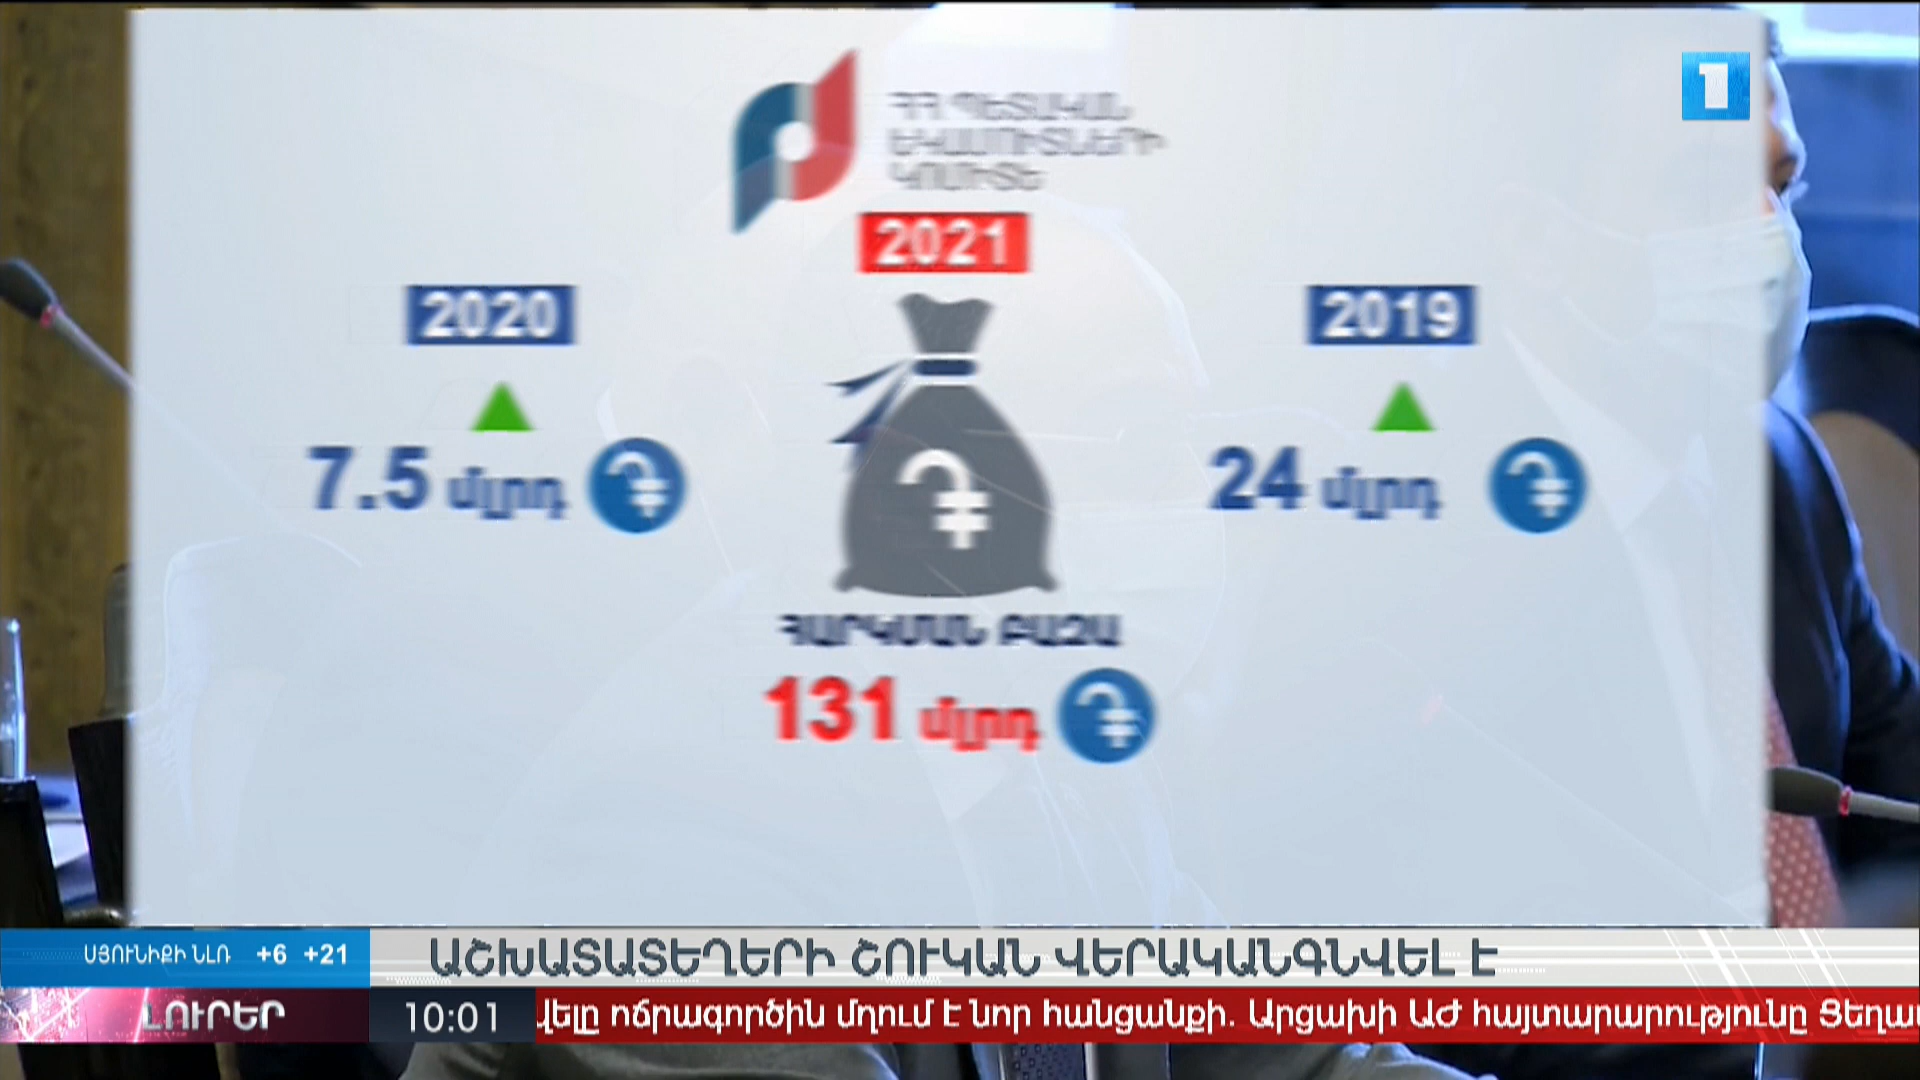 1
ՀՀ ՊԵՏԱԿԱՆ
ԵԿԱՄՈՒՏՆԵՐԻ
ԿՈՄԻՏԵ
2021
2020
2019
7.5 մլրդ
24 մլրդ
ՀԱՐԿՄԱՆ ԲԱԶԱ
131 մլրդ
ՍՅՈՒՆԻՔԻ ՆԼՌ +6 +21
ԱՇԽԱՏԱՏԵՂԵՐԻ ՇՈՒԿԱՆ ՎԵՐԱԿԱՆԳՆՎԵԼ Է
ԼՈՒՐԵՐ
10:01
վելը ոճրագործին մղում է նոր հանցանքի. Արցախի ԱԺ հայտարարությունը Ցեղաս